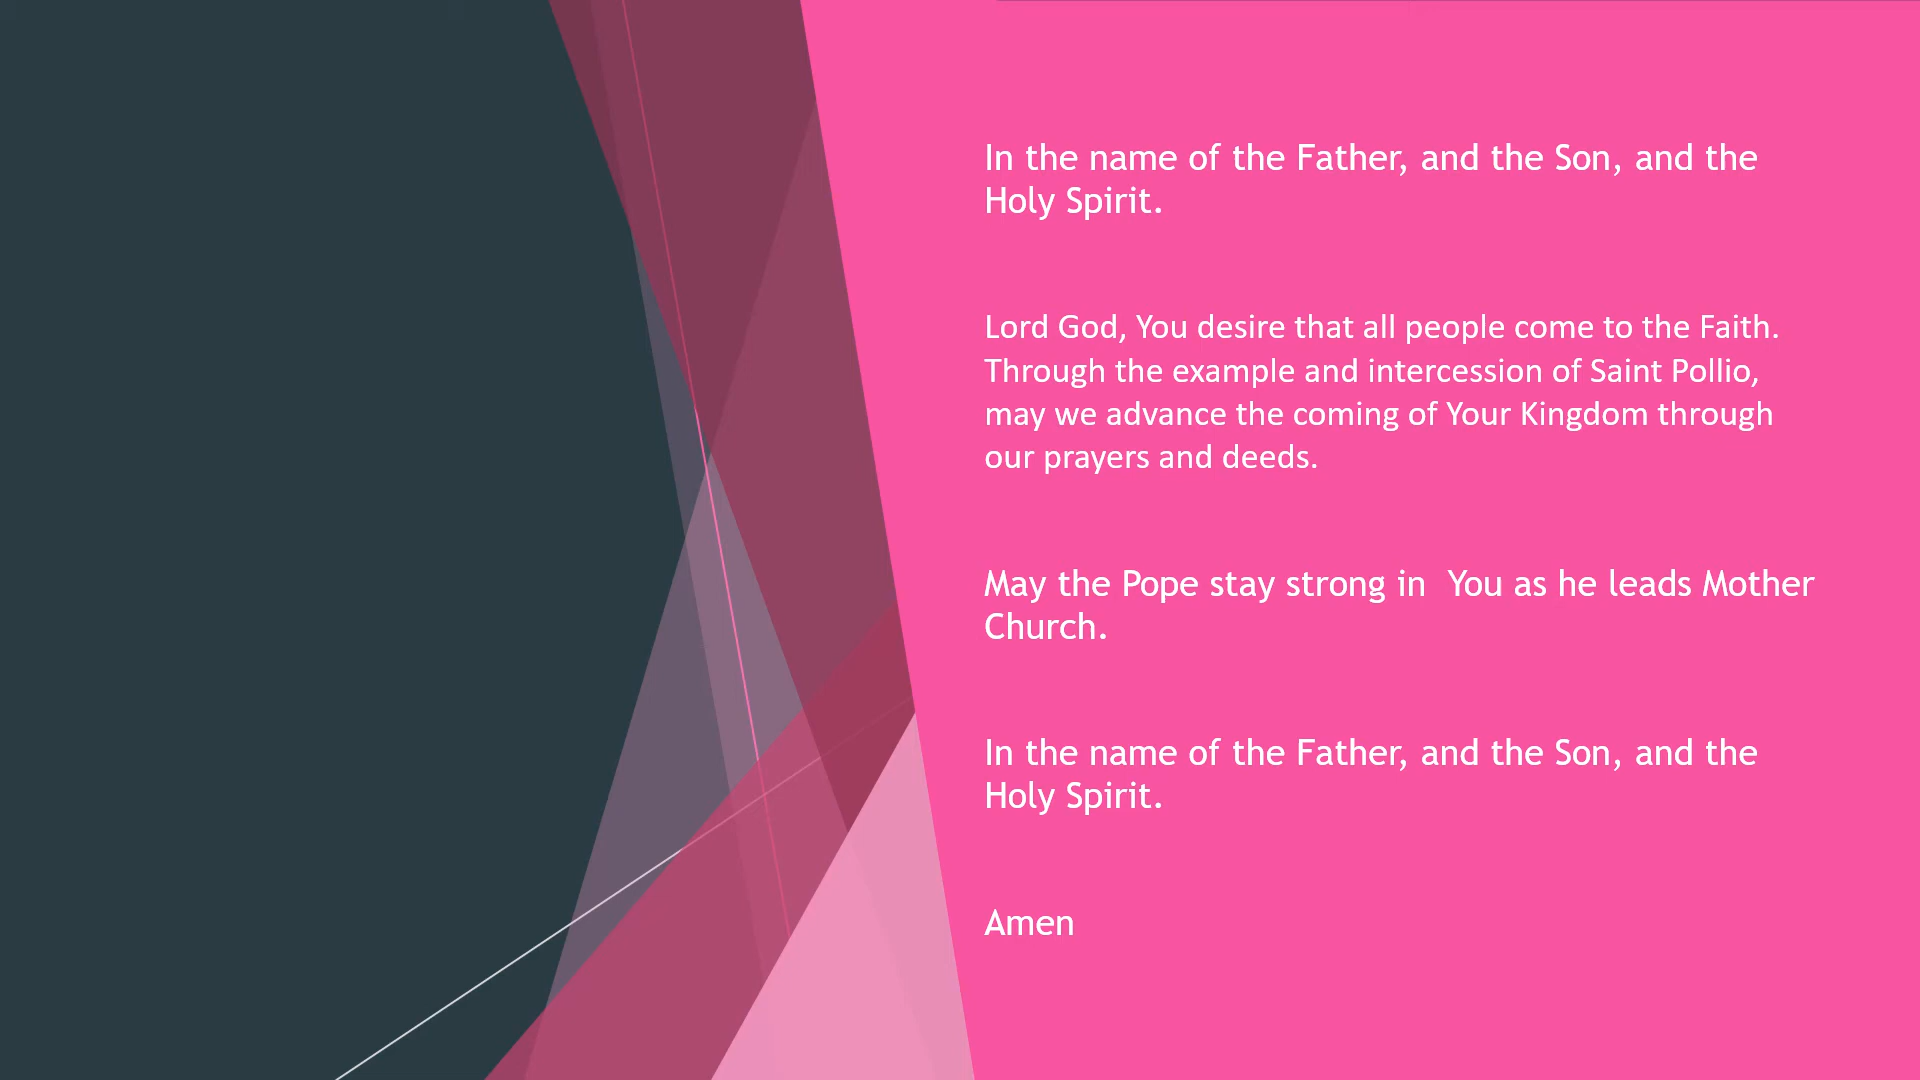 In the name of the Father, and the Son, and the
Holy Spirit.
Lord God, You desire that all people come to the Faith.
Through the example and intercession of Saint Pollio,
may we advance the coming of Your Kingdom through
our prayers and deeds.
May the Pope stay strong in  You as he leads Mother
Church.
In the name of the Father, and the Son, and the
Holy Spirit.
Amen